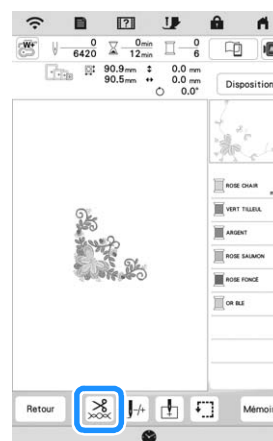 W+ 0 6420 0min 12min 0 6
90.9mm 0.0 mm
90.5mm 0.0 mm
0.0°
Disposition
ROSE CHAIR
VERT TILLEUL
ARGENT
ROSE SAUMON
ROSE FONCÉ
OR BLE
Retour -/+ Mémoi